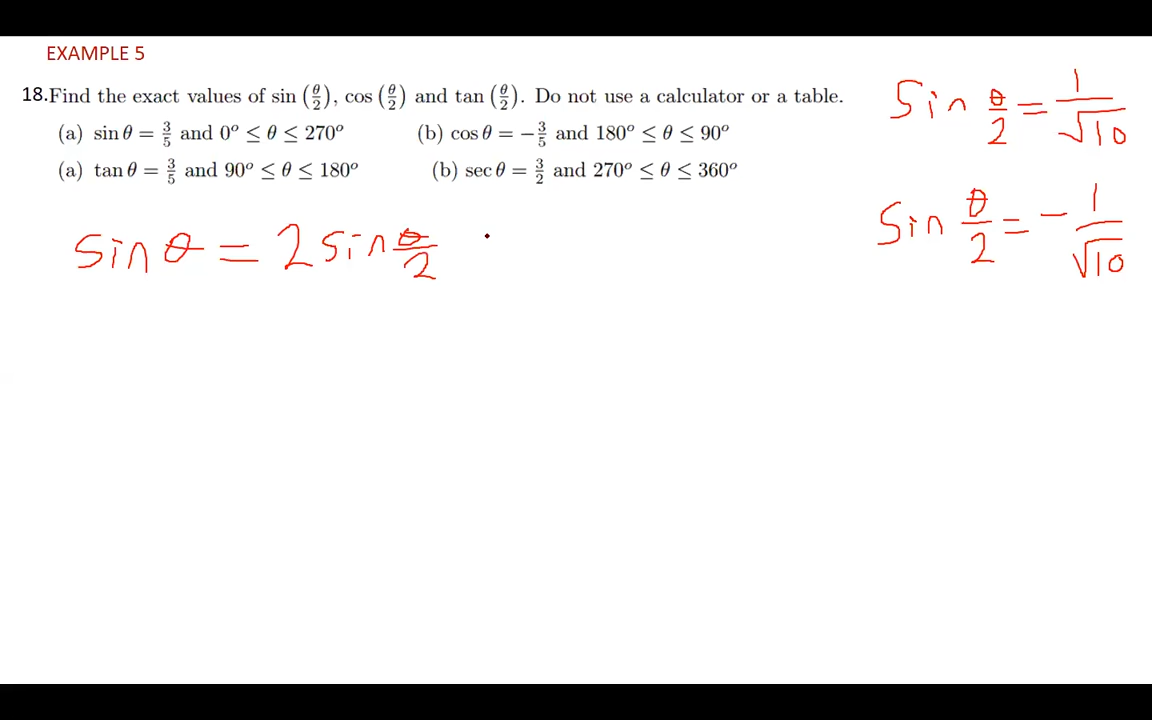 EXAMPLE 5
18.Find the exact values of sin (θ/2), cos (θ/2) and tan (θ/2). Do not use a calculator or a table.
(a) sin θ = 3/5 and 0° ≤ θ ≤ 270° (b) cos θ = −3/5 and 180° ≤ θ ≤ 90°
(a) tan θ = 3/5 and 90° ≤ θ ≤ 180° (b) sec θ = 3/2 and 270° ≤ θ ≤ 360°
sin θ = 2 sin θ/2
Sin θ/2 = 1/√10
Sin θ/2 = − 1/√10